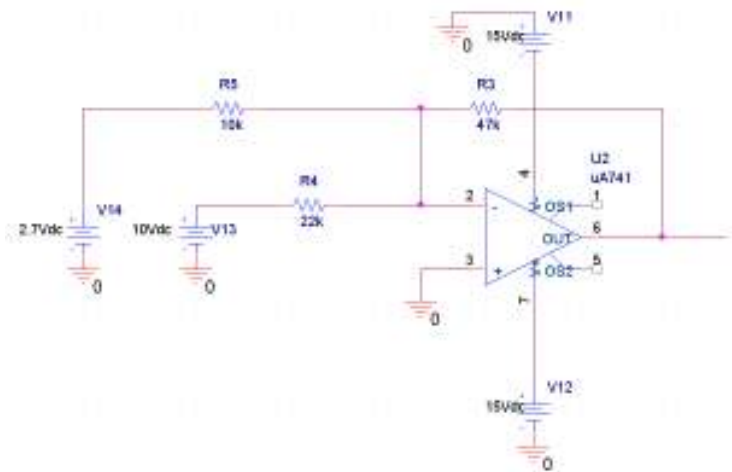 V11
15Vdc
0
R5
10k
R3
47k
4
U2
uA741
R4
22k
2
-
OS1
1
V14
2.7Vdc
10Vdc
V13
OUT
6
3
+
OS2
5
0
0
0
7
V12
15Vdc
0